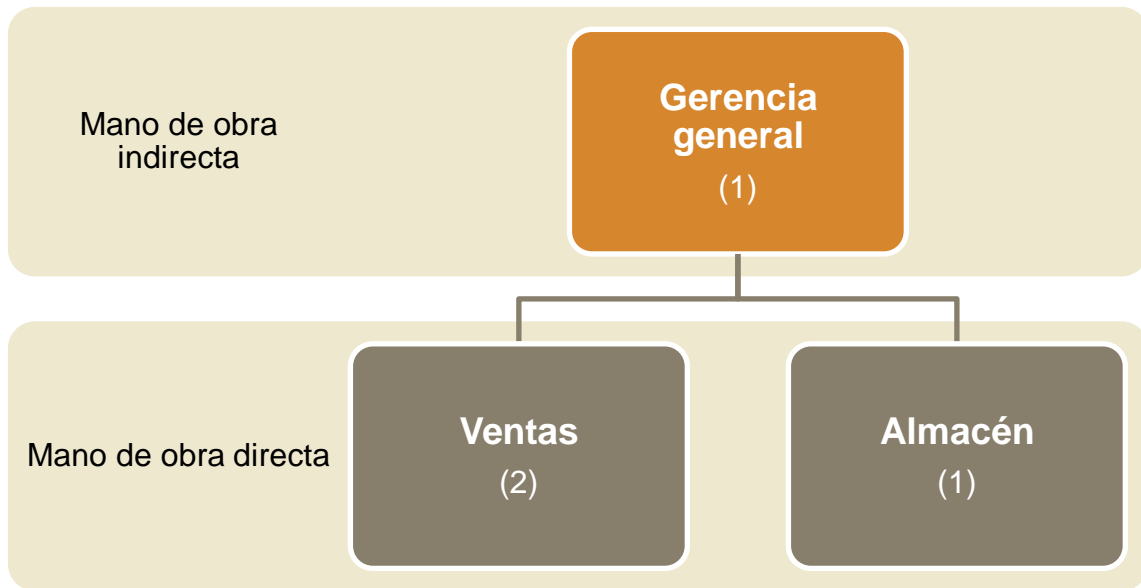 Mano de obra
indirecta
Gerencia
general
(1)
Mano de obra directa
Ventas
(2)
Almacén
(1)